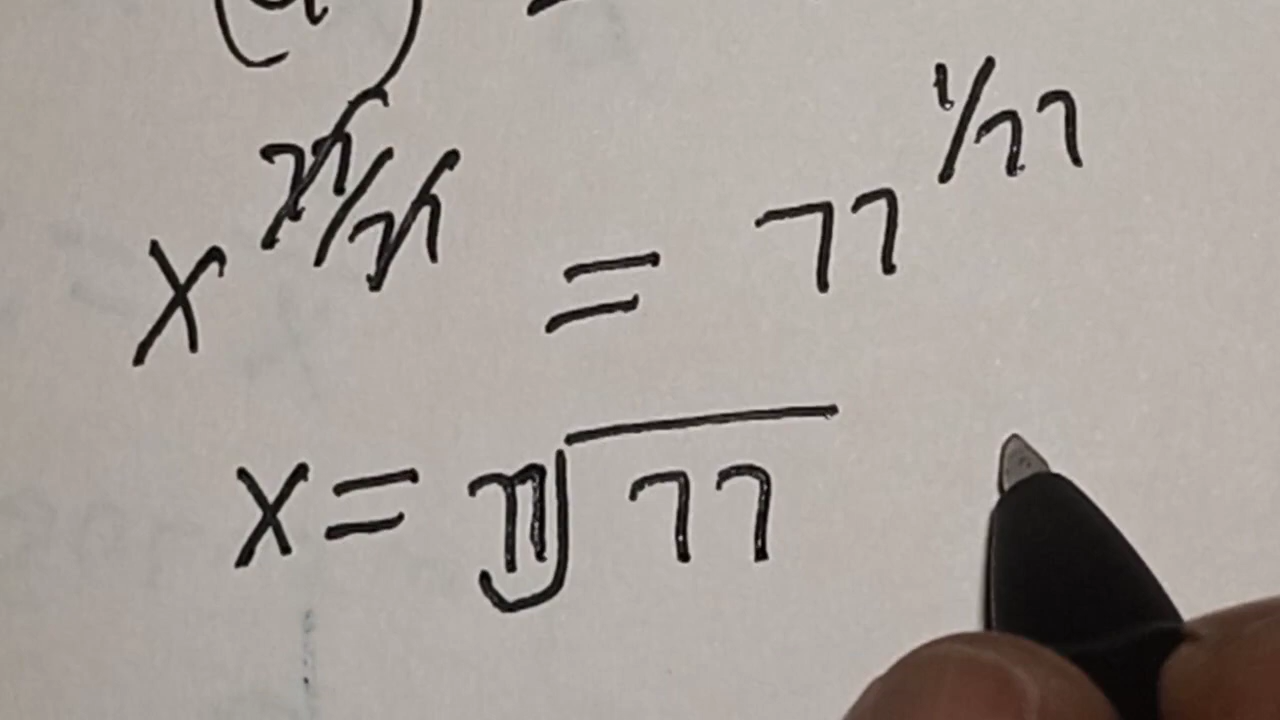 x^77/77 = 77^1/77
x = ⁷⁷√77